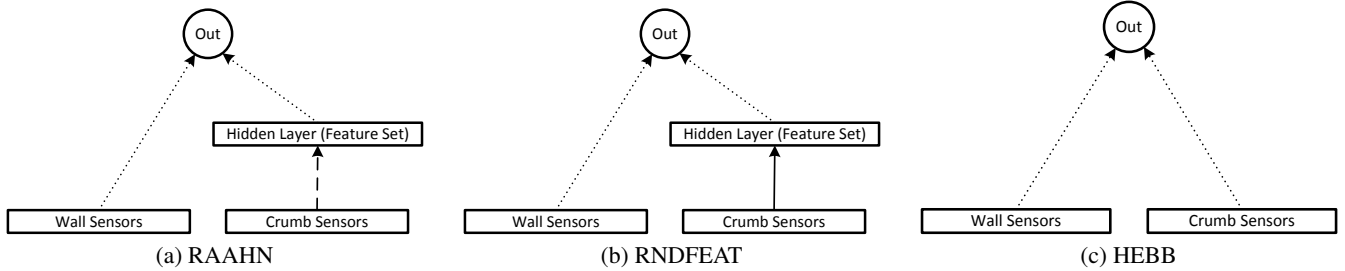 Out
Hidden Layer (Feature Set)
Wall Sensors
Crumb Sensors
(a) RAAHN
Out
Hidden Layer (Feature Set)
Wall Sensors
Crumb Sensors
(b) RNDFEAT
Out
Wall Sensors
Crumb Sensors
(c) HEBB